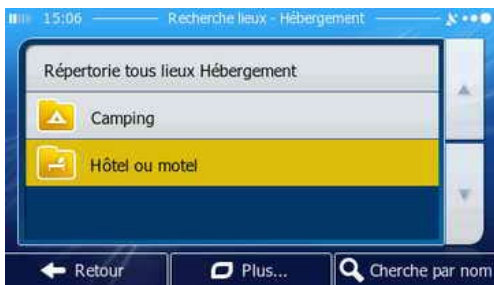 15:06 Recherche lieux - Hébergement
Répertorie tous lieux Hébergement
Camping
Hôtel ou motel
Retour
Plus...
Cherche par nom